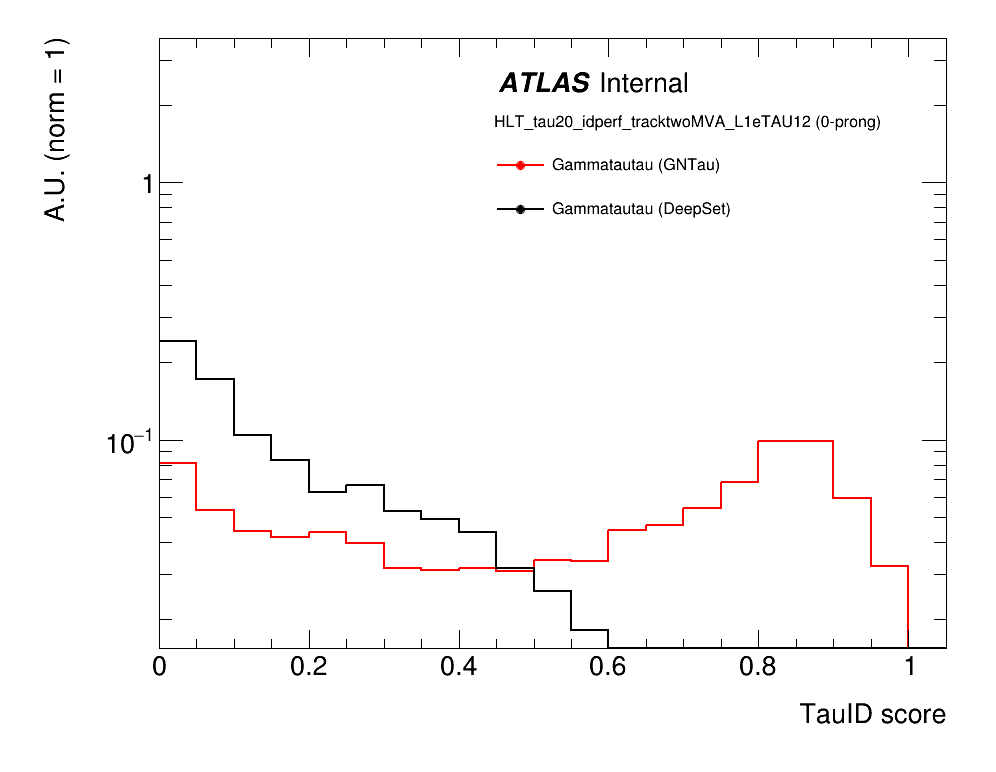 A.U. (norm = 1)
ATLAS Internal
HLT_tau20_idperf_tracktwoMVA_L1eTAU12 (0-prong)
Gammatautau (GNTau)
Gammatautau (DeepSet)
1
10⁻¹
0 0.2 0.4 0.6 0.8 1
TauID score